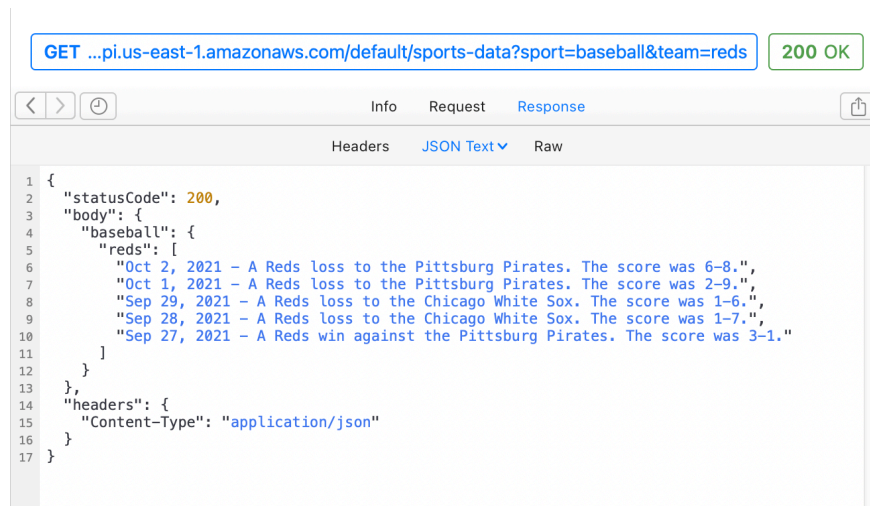 GET ...pi.us-east-1.amazonaws.com/default/sports-data?sport=baseball&team=reds 200 OK
Info Request Response
Headers JSON Text Raw
1 {
2 "statusCode": 200,
3 "body": {
4 "baseball": {
5 "reds": [
6 "Oct 2, 2021 – A Reds loss to the Pittsburg Pirates. The score was 6–8.",
7 "Oct 1, 2021 – A Reds loss to the Pittsburg Pirates. The score was 2–9.",
8 "Sep 29, 2021 – A Reds loss to the Chicago White Sox. The score was 1–6.",
9 "Sep 28, 2021 – A Reds loss to the Chicago White Sox. The score was 1–7.",
10 "Sep 27, 2021 – A Reds win against the Pittsburg Pirates. The score was 3–1."
11 ]
12 }
13 },
14 "headers": {
15 "Content–Type": "application/json"
16 }
17 }